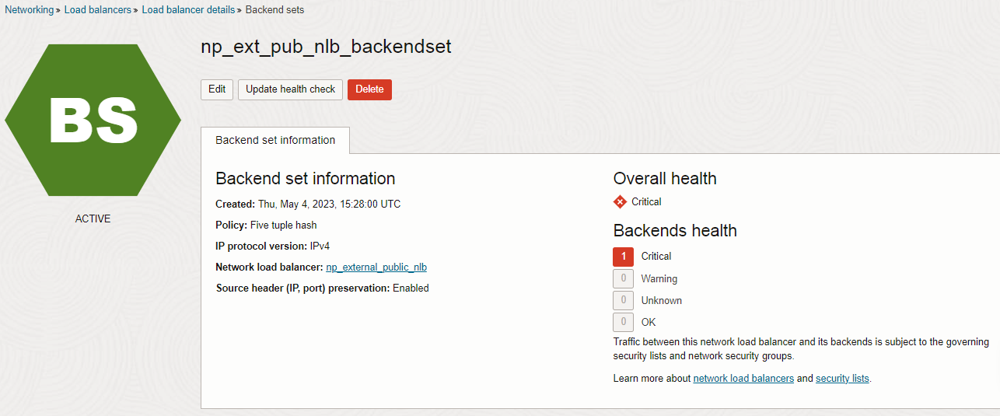 Networking » Load balancers » Load balancer details » Backend sets
BS
ACTIVE
np_ext_pub_nlb_backendset
Edit Update health check Delete
Backend set information
Backend set information
Created: Thu, May 4, 2023, 15:28:00 UTC
Policy: Five tuple hash
IP protocol version: IPv4
Network load balancer: np_external_public_nlb
Source header (IP, port) preservation: Enabled
Overall health
Critical
Backends health
1 Critical
0 Warning
0 Unknown
0 OK
Traffic between this network load balancer and its backends is subject to the governing
security lists and network security groups.
Learn more about network load balancers and security lists.